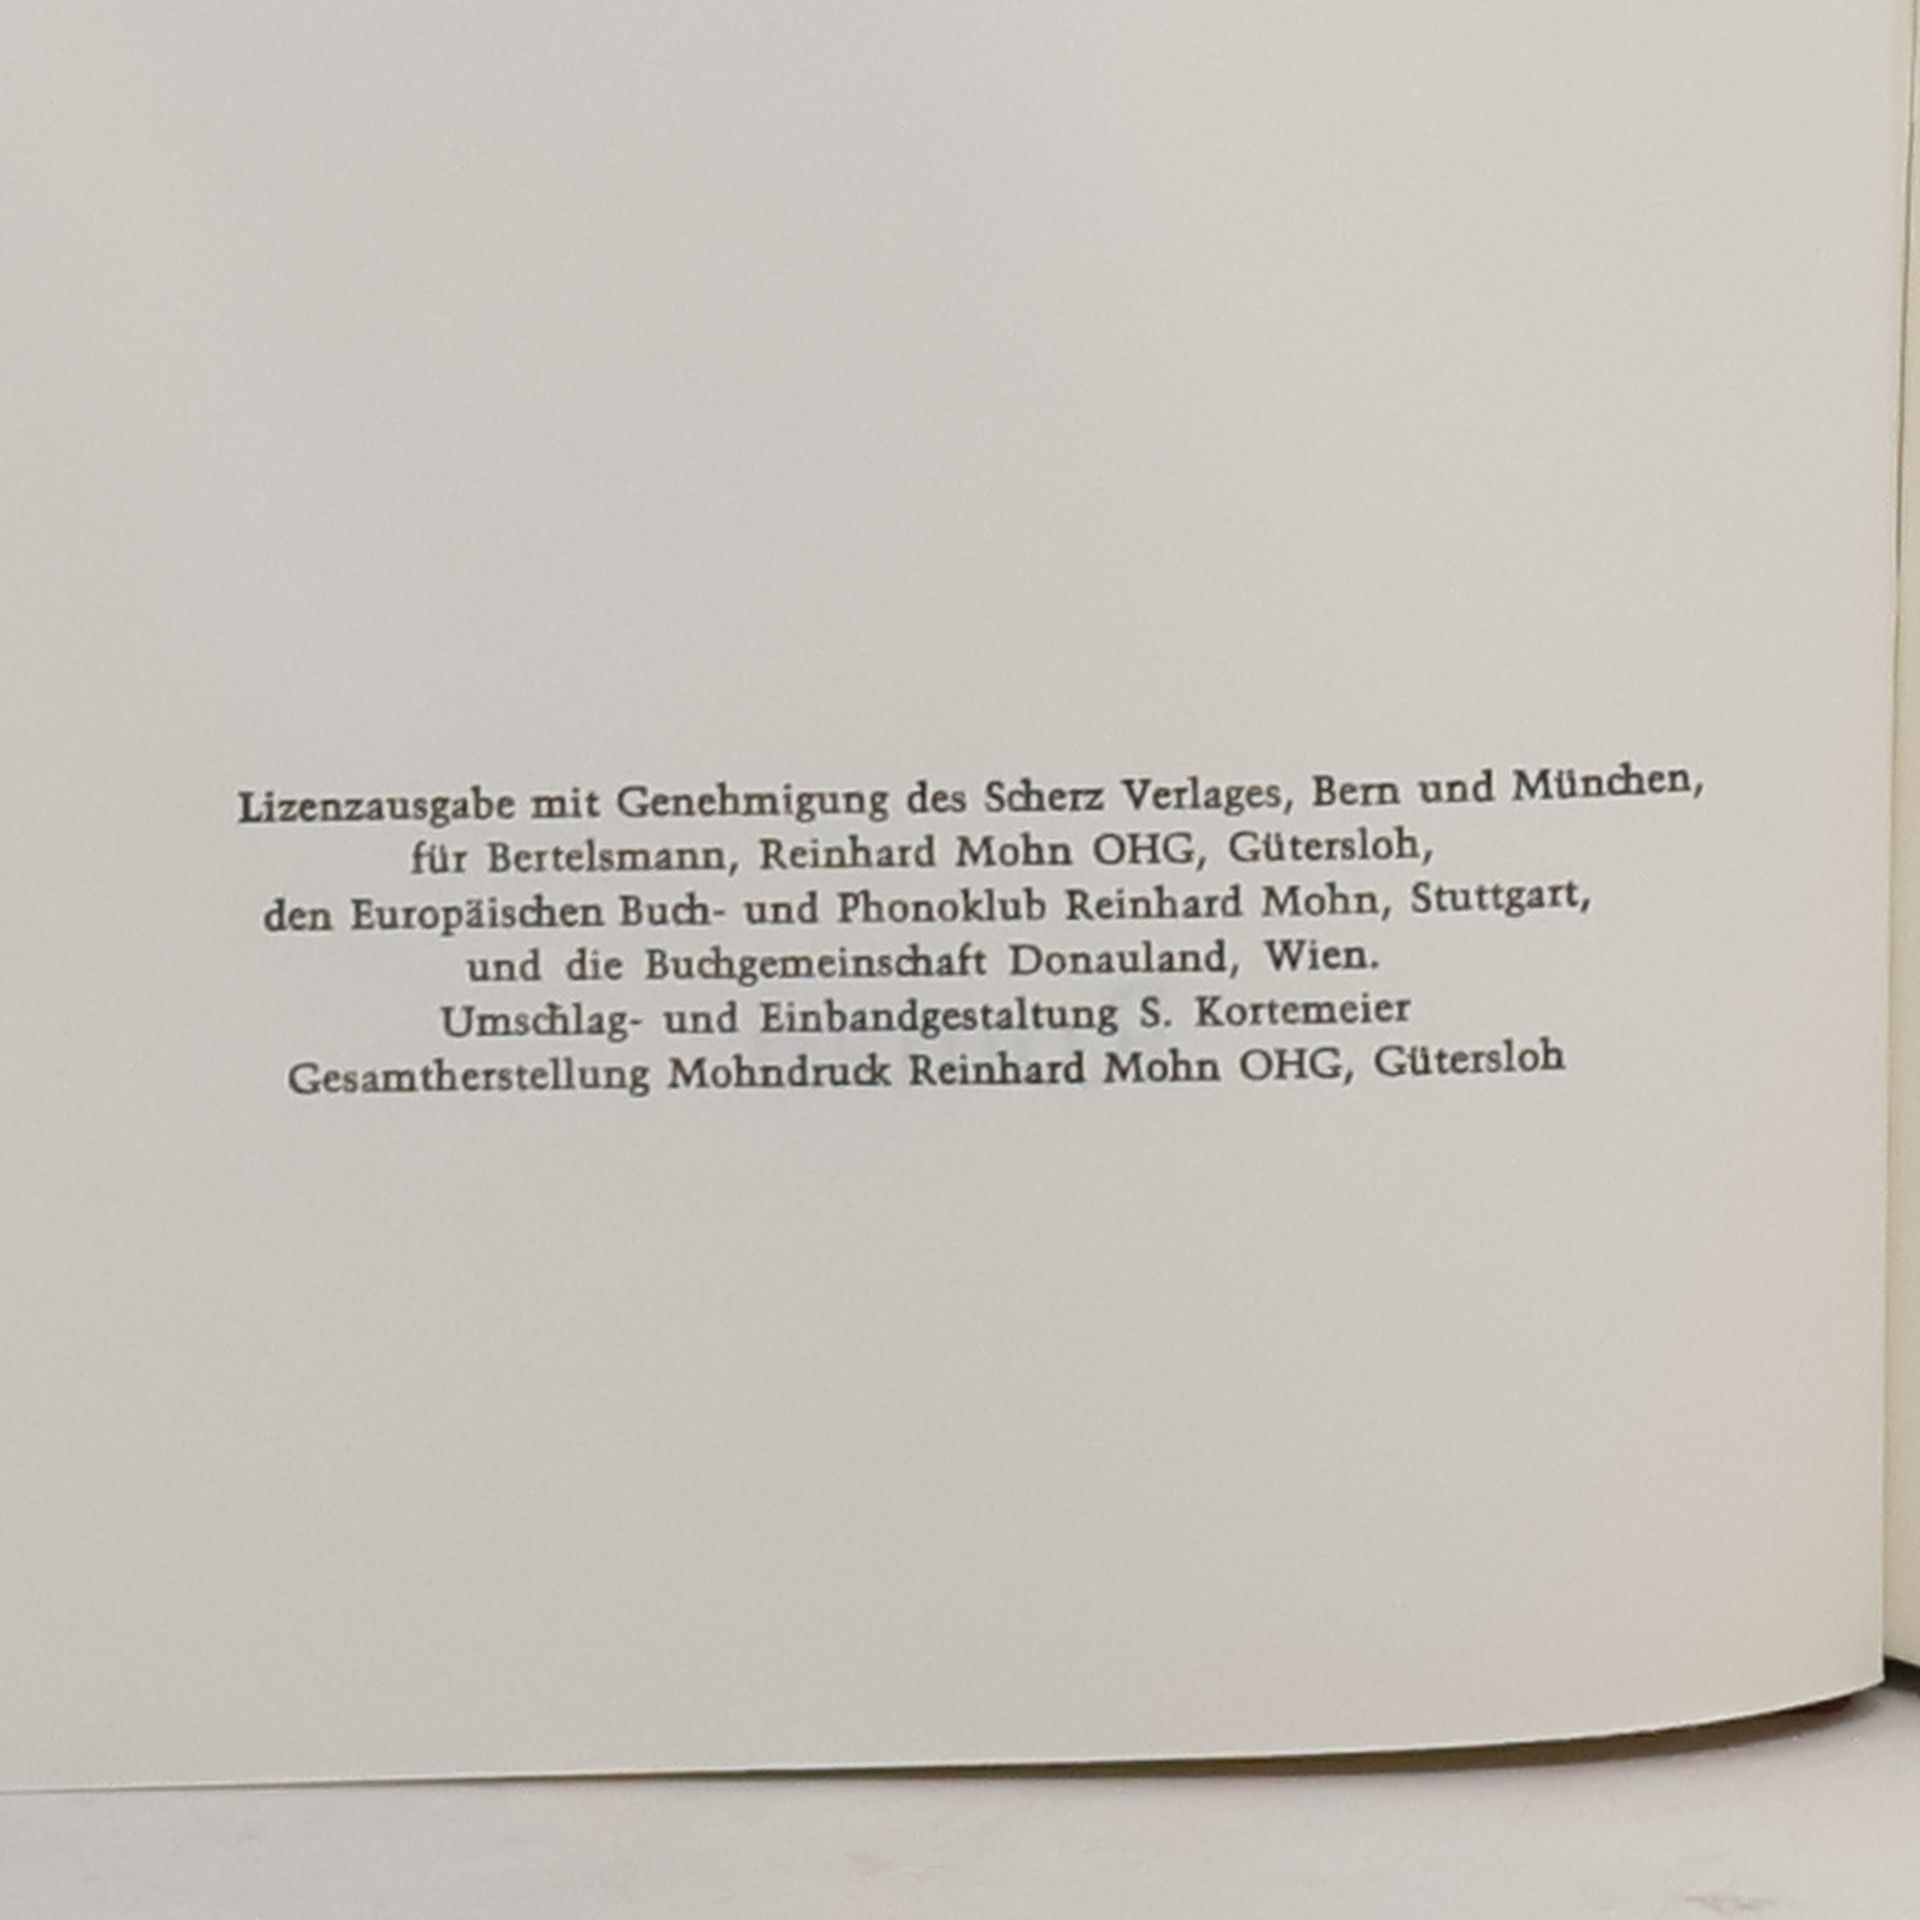 Lizenzausgabe mit Genehmigung des Scherz Verlages, Bern und München,
für Bertelsmann, Reinhard Mohn OHG, Gütersloh,
den Europäischen Buch- und Phonoklub Reinhard Mohn, Stuttgart,
und die Buchgemeinschaft Donauland, Wien.
Umschlag- und Einbandgestaltung S. Kortemeier
Gesamtherstellung Mohndruck Reinhard Mohn OHG, Gütersloh